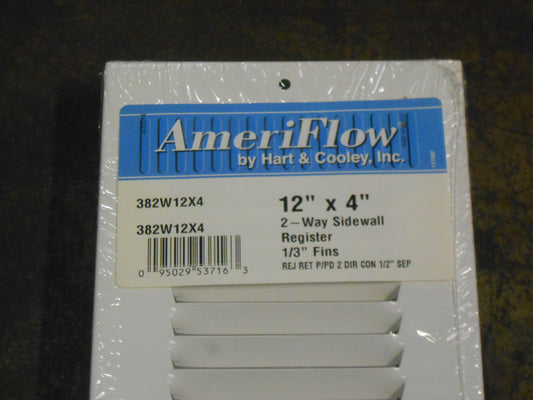 AmeriFlow
by Hart & Cooley, Inc.
382W12X4
12" x 4"
2-Way Sidewall
382W12X4
Register
1/3" Fins
0 95029 53716 3
REJ RET P/PD 2 DIR CON 1/2" SEP